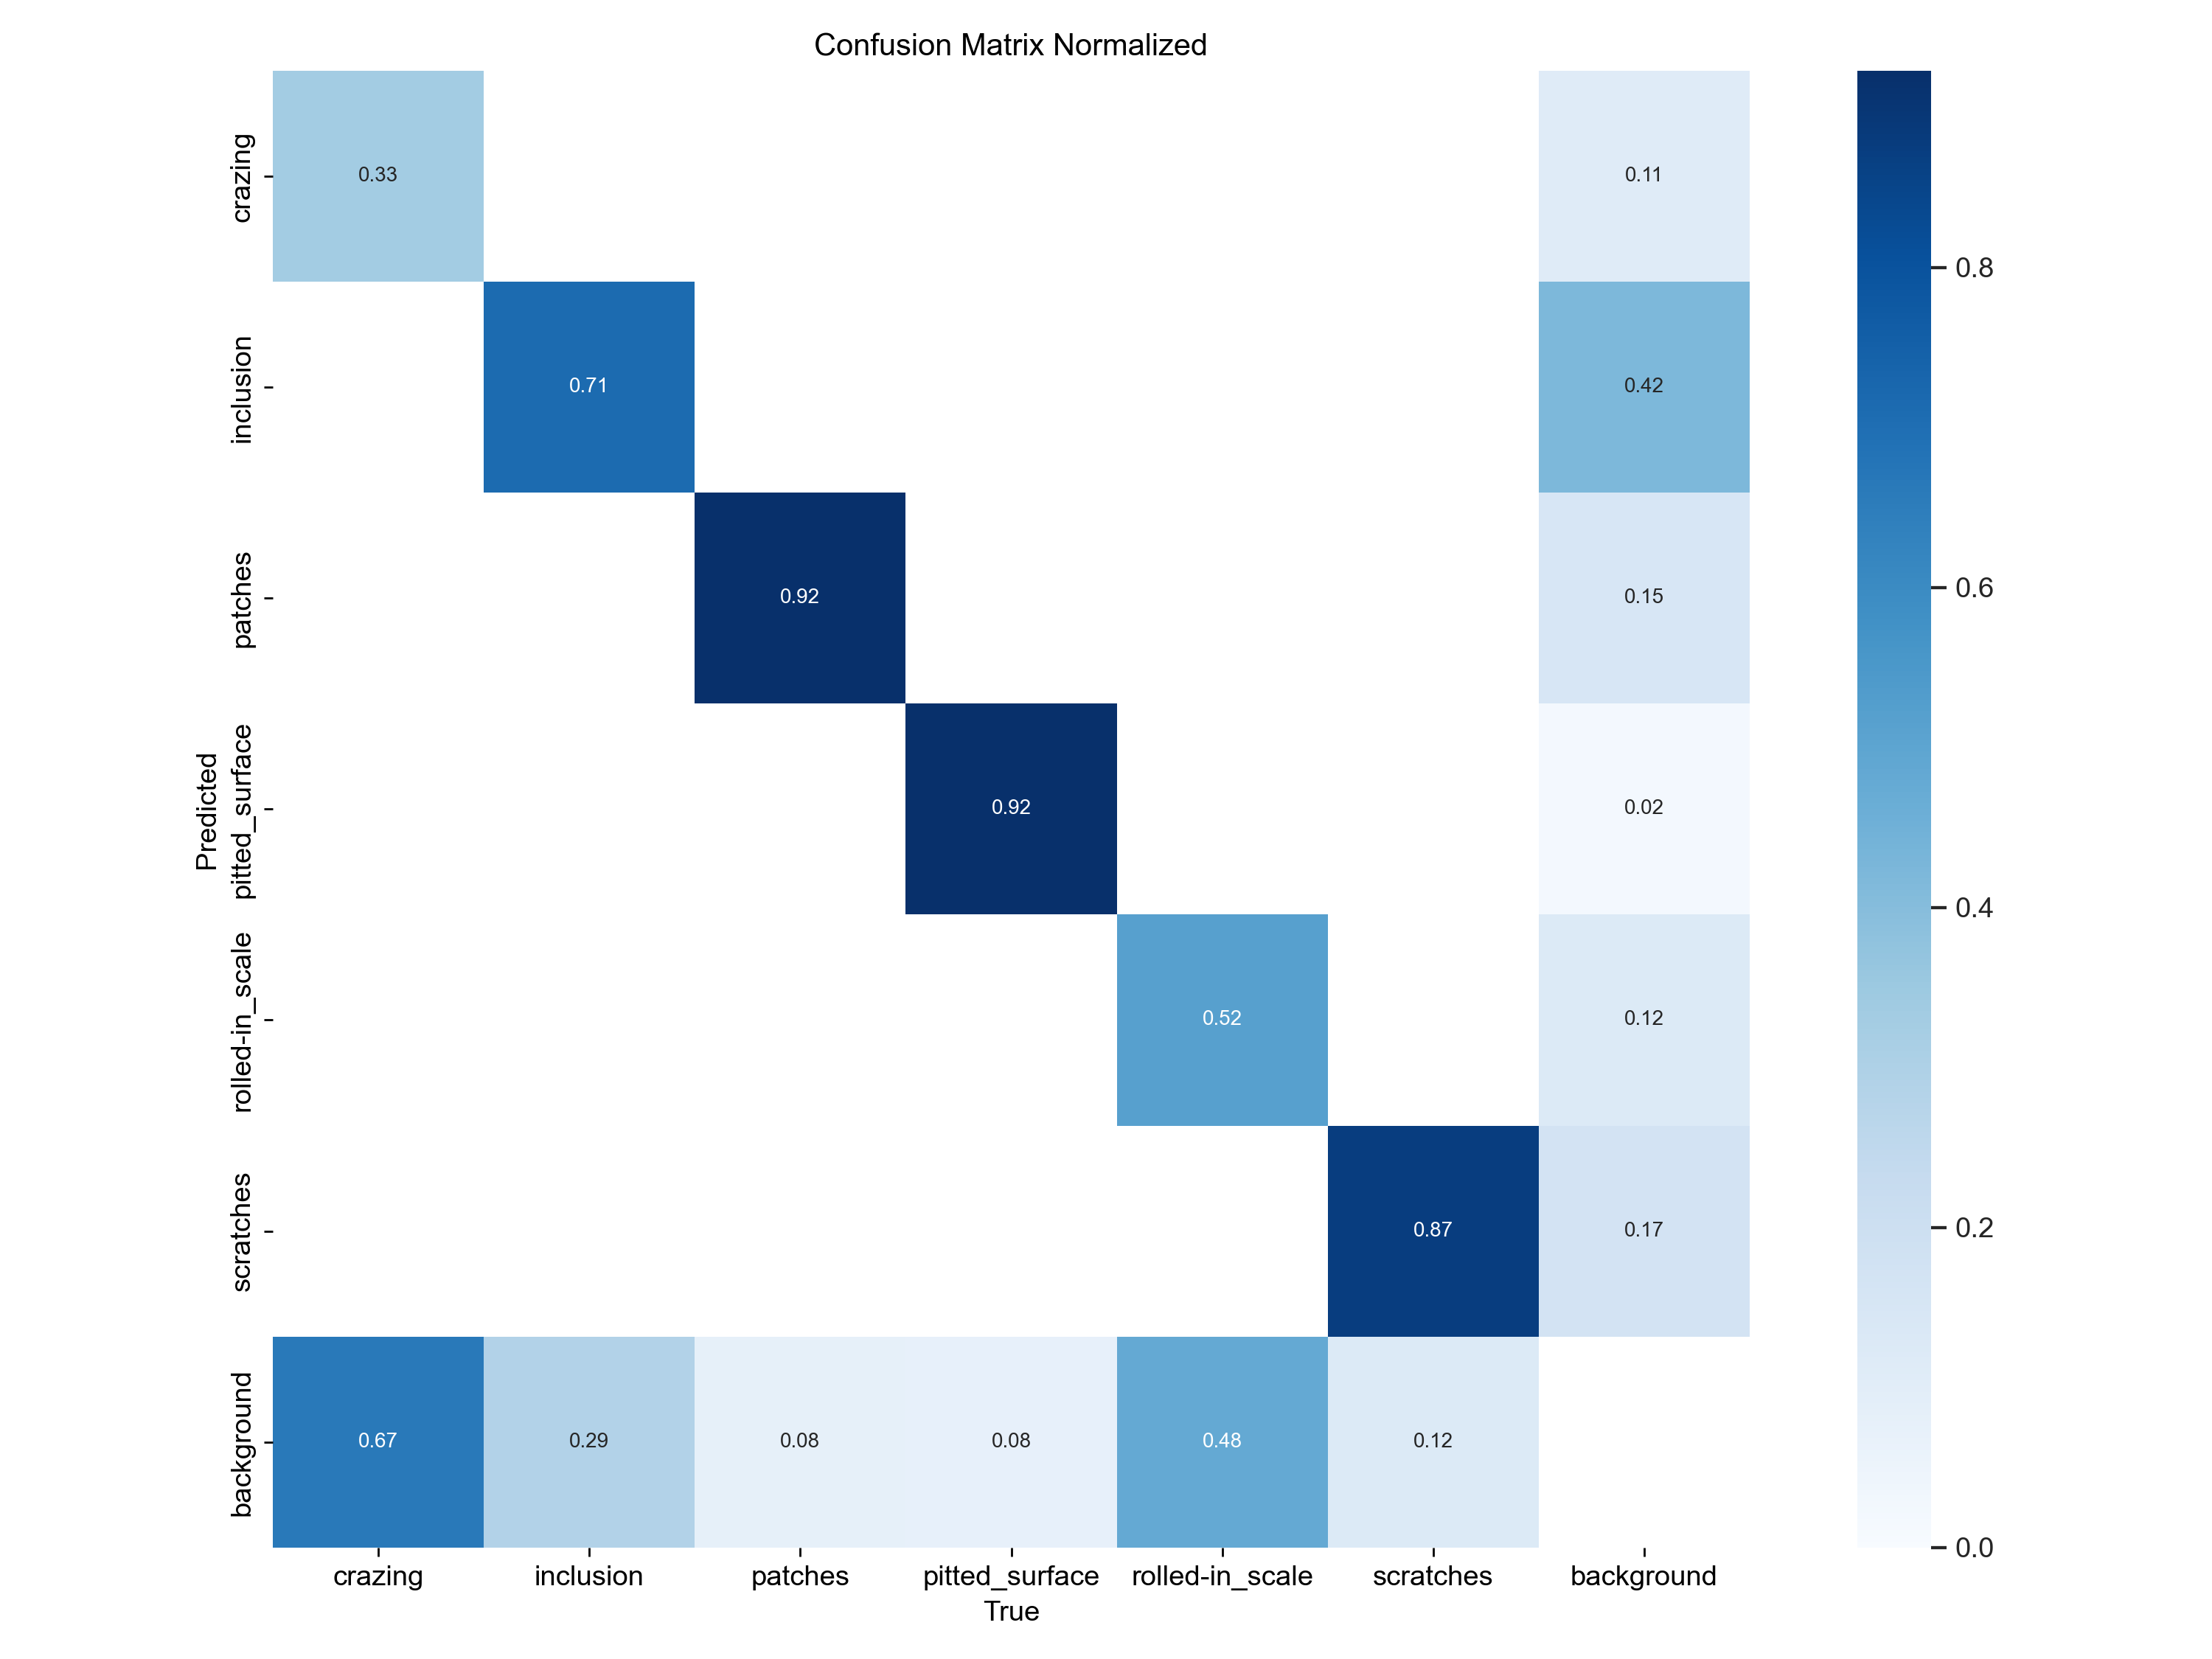 Confusion Matrix Normalized
crazing
0.33
0.11
inclusion
0.71
0.42
0.8
patches
0.92
0.15
0.6
Predicted
pitted_surface
0.92
0.02
0.4
rolled-in_scale
0.52
0.12
scratches
0.87
0.17
0.2
background
0.67
0.29
0.08
0.08
0.48
0.12
0.0
crazing
inclusion
patches
pitted_surface
rolled-in_scale
scratches
background
True